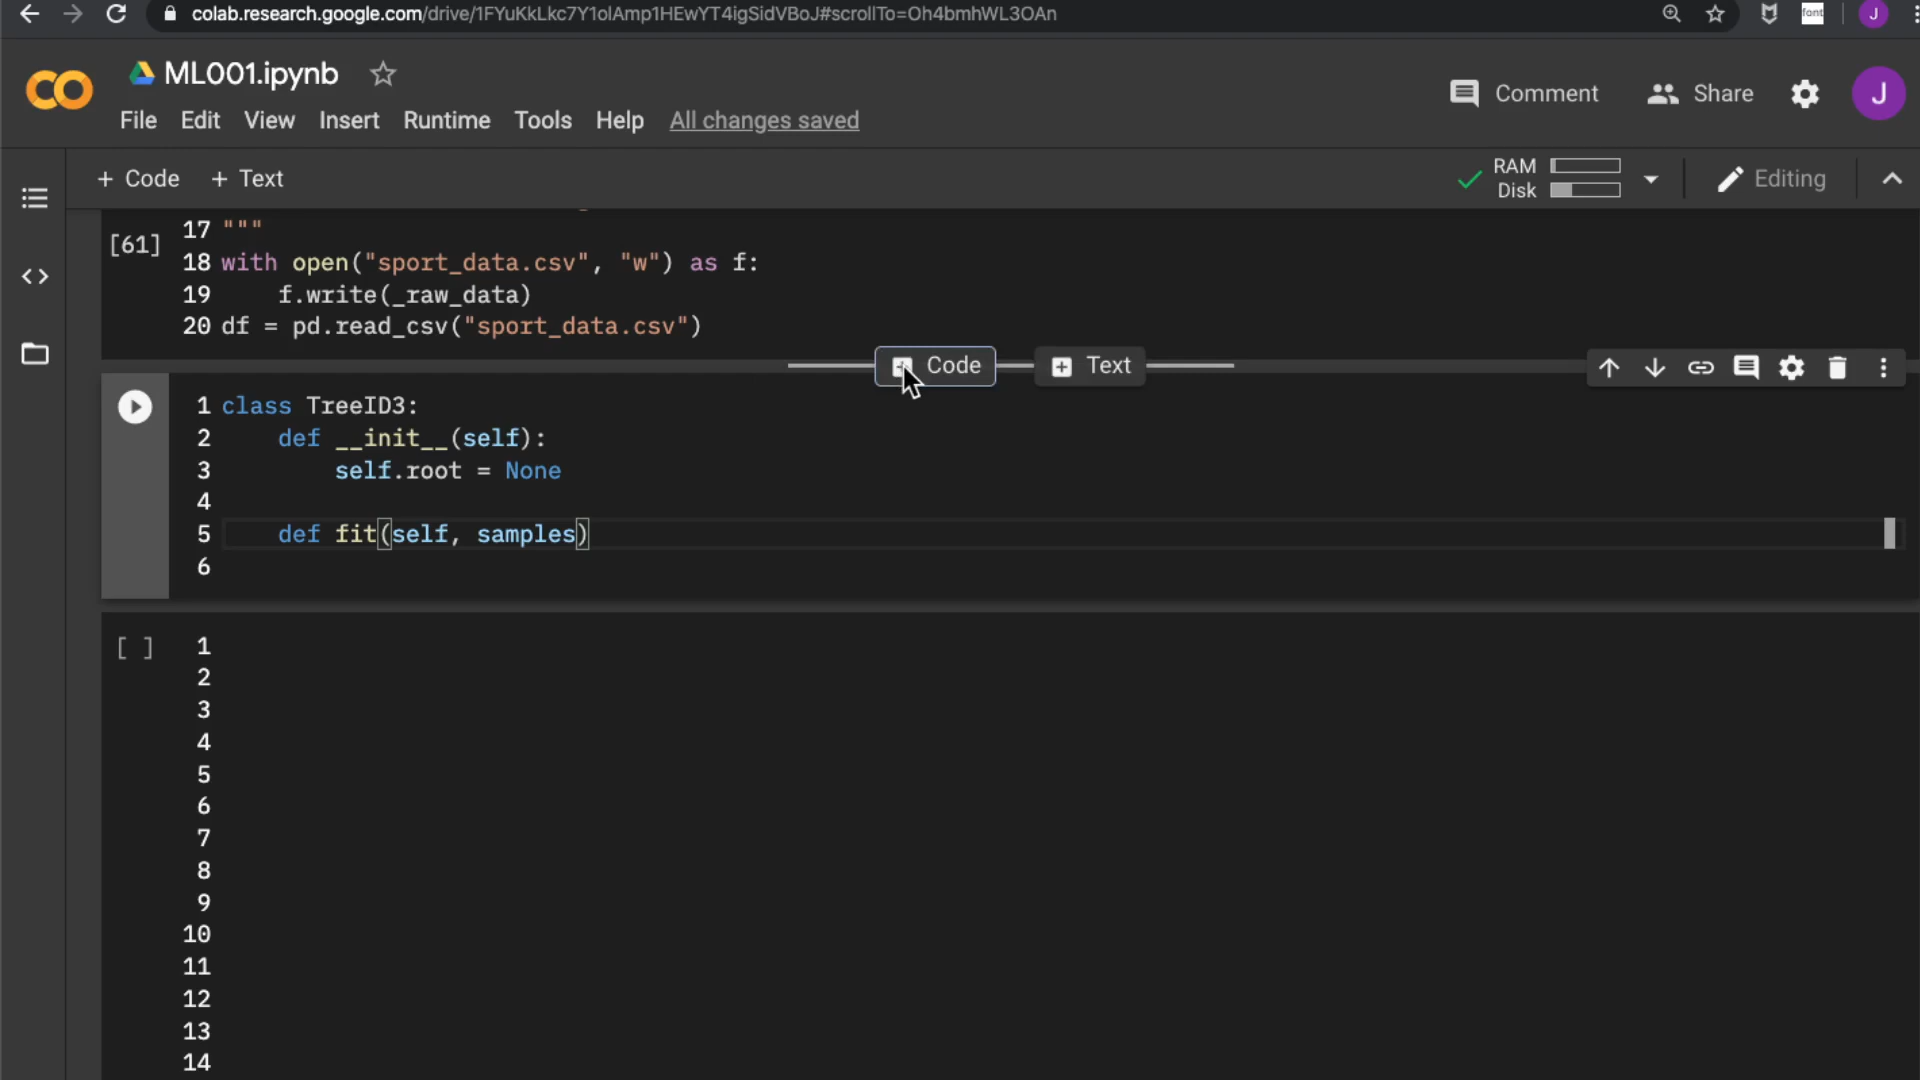 colab.research.google.com/drive/1FYuKkLkc7Y1olAmp1HEwYT4igSidVBoJ#scrollTo=Oh4bmhWL3OAn
font
J
ML001.ipynb
Comment
Share
J
File Edit View Insert Runtime Tools Help All changes saved
+ Code + Text
RAM
Disk
Editing
[61]
17 """
18 with open("sport_data.csv", "w") as f:
19     f.write(_raw_data)
20 df = pd.read_csv("sport_data.csv")
Code
Text
1 class TreeID3:
2     def __init__(self):
3         self.root = None
4
5     def fit(self, samples)
6
[ ]
1
2
3
4
5
6
7
8
9
10
11
12
13
14